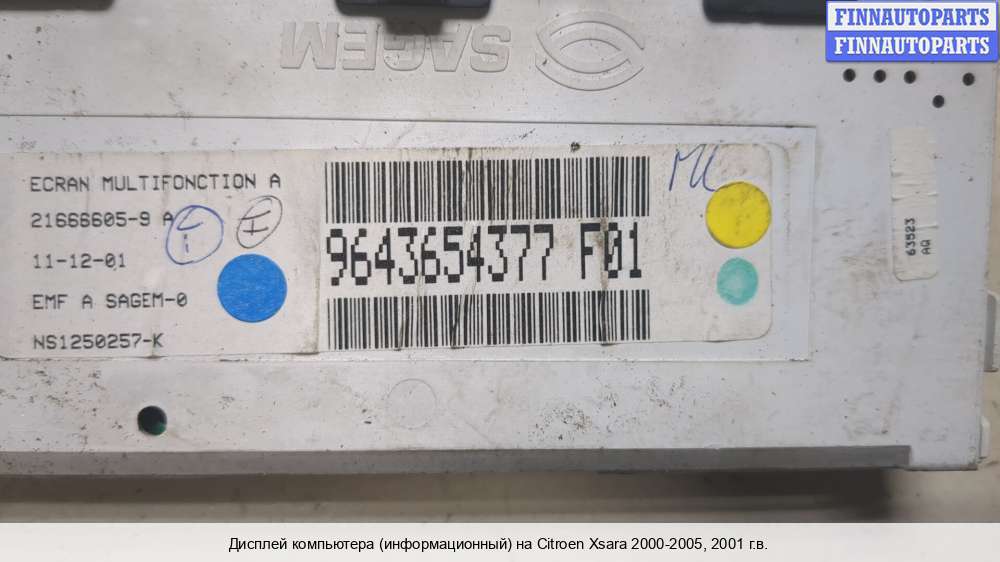 FINNAUTOPARTS
FINNAUTOPARTS
SAGEM
ECRAN MULTIFONCTION A
21666605-9 A
11-12-01
EMF A SAGEM-0
NS1250257-K
9643654377 F01
63523
AQ
Дисплей компьютера (информационный) на Citroen Xsara 2000-2005, 2001 г.в.